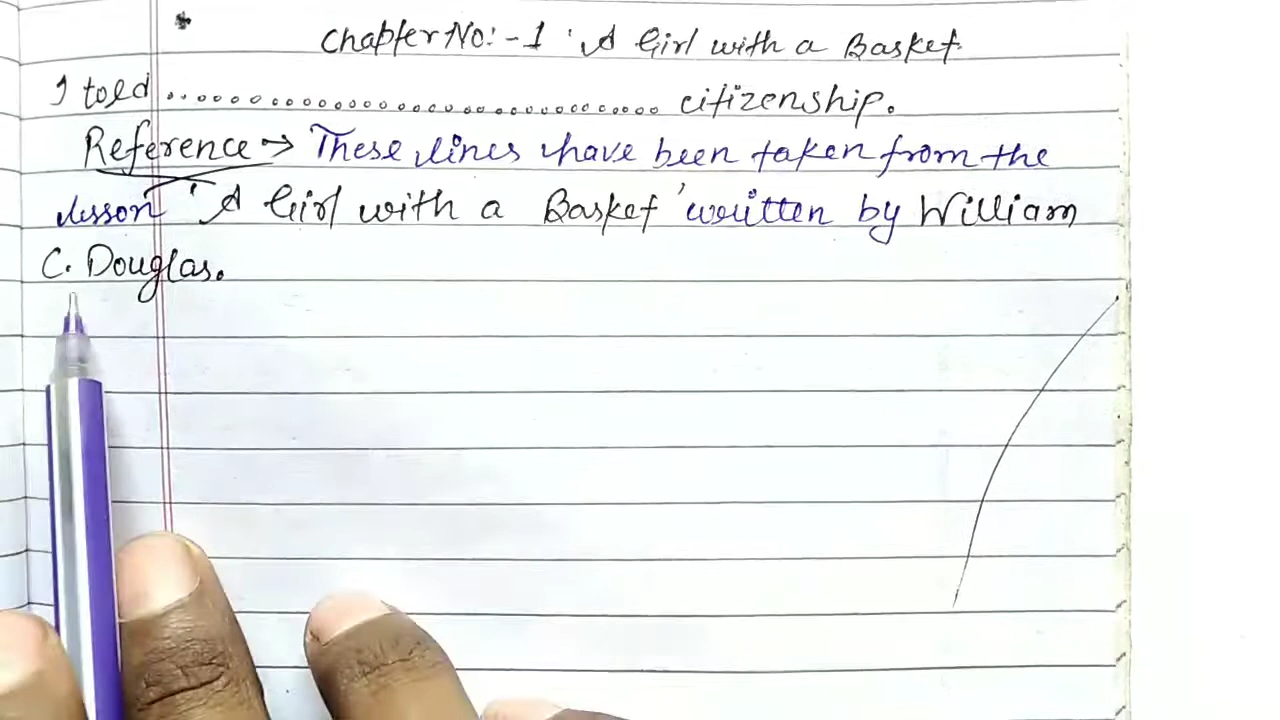 Chapter No:-1 'A Girl with a Basket
I told .................................... citizenship.
Reference → These lines have been taken from the
lesson 'A Girl with a Basket' written by William
C. Douglas.